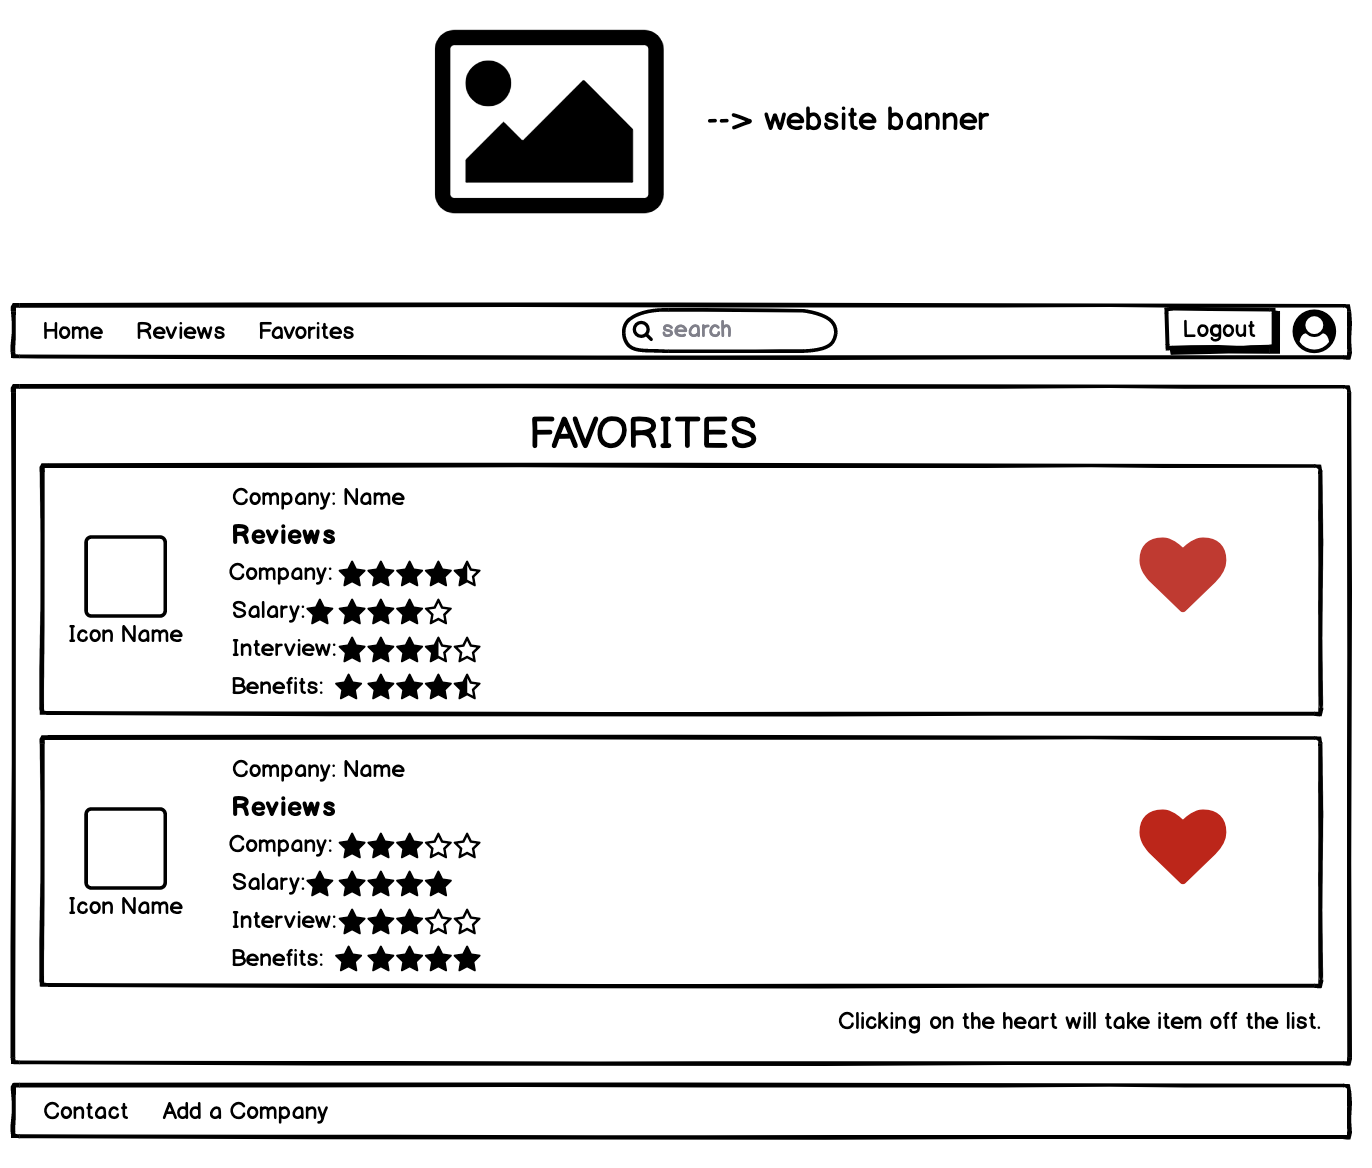 --> website banner
Home Reviews Favorites search Logout
FAVORITES
Company: Name
Reviews
Company:
Salary:
Interview:
Benefits:
Icon Name
Company: Name
Reviews
Company:
Salary:
Interview:
Benefits:
Icon Name
Clicking on the heart will take item off the list.
Contact Add a Company